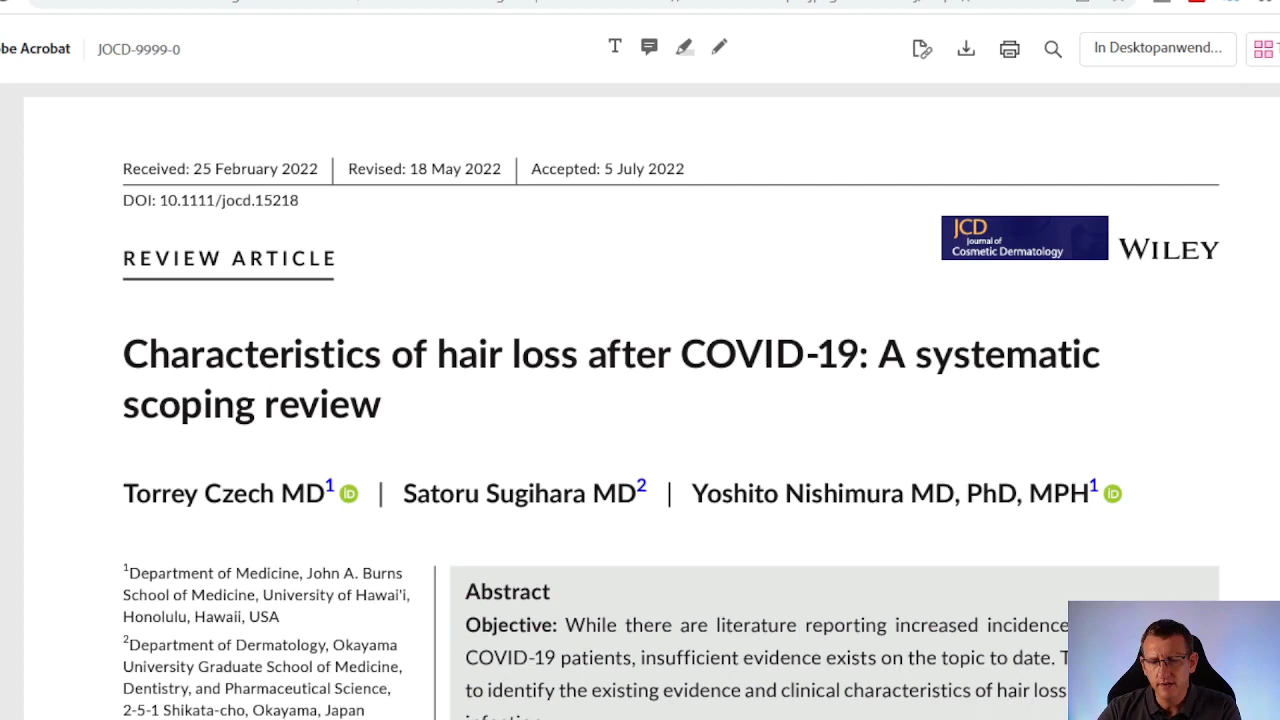 be Acrobat
JOCD-9999-0
In Desktopanwend...
Received: 25 February 2022 | Revised: 18 May 2022 | Accepted: 5 July 2022
DOI: 10.1111/jocd.15218
JCD
Journal of
Cosmetic Dermatology
WILEY
REVIEW ARTICLE
Characteristics of hair loss after COVID-19: A systematic
scoping review
Torrey Czech MD1 | Satoru Sugihara MD2 | Yoshito Nishimura MD, PhD, MPH1
1Department of Medicine, John A. Burns
School of Medicine, University of Hawai'i,
Honolulu, Hawaii, USA
2Department of Dermatology, Okayama
University Graduate School of Medicine,
Dentistry, and Pharmaceutical Science,
2-5-1 Shikata-cho, Okayama, Japan
Abstract
Objective: While there are literature reporting increased incidence
COVID-19 patients, insufficient evidence exists on the topic to date.
to identify the existing evidence and clinical characteristics of hair loss